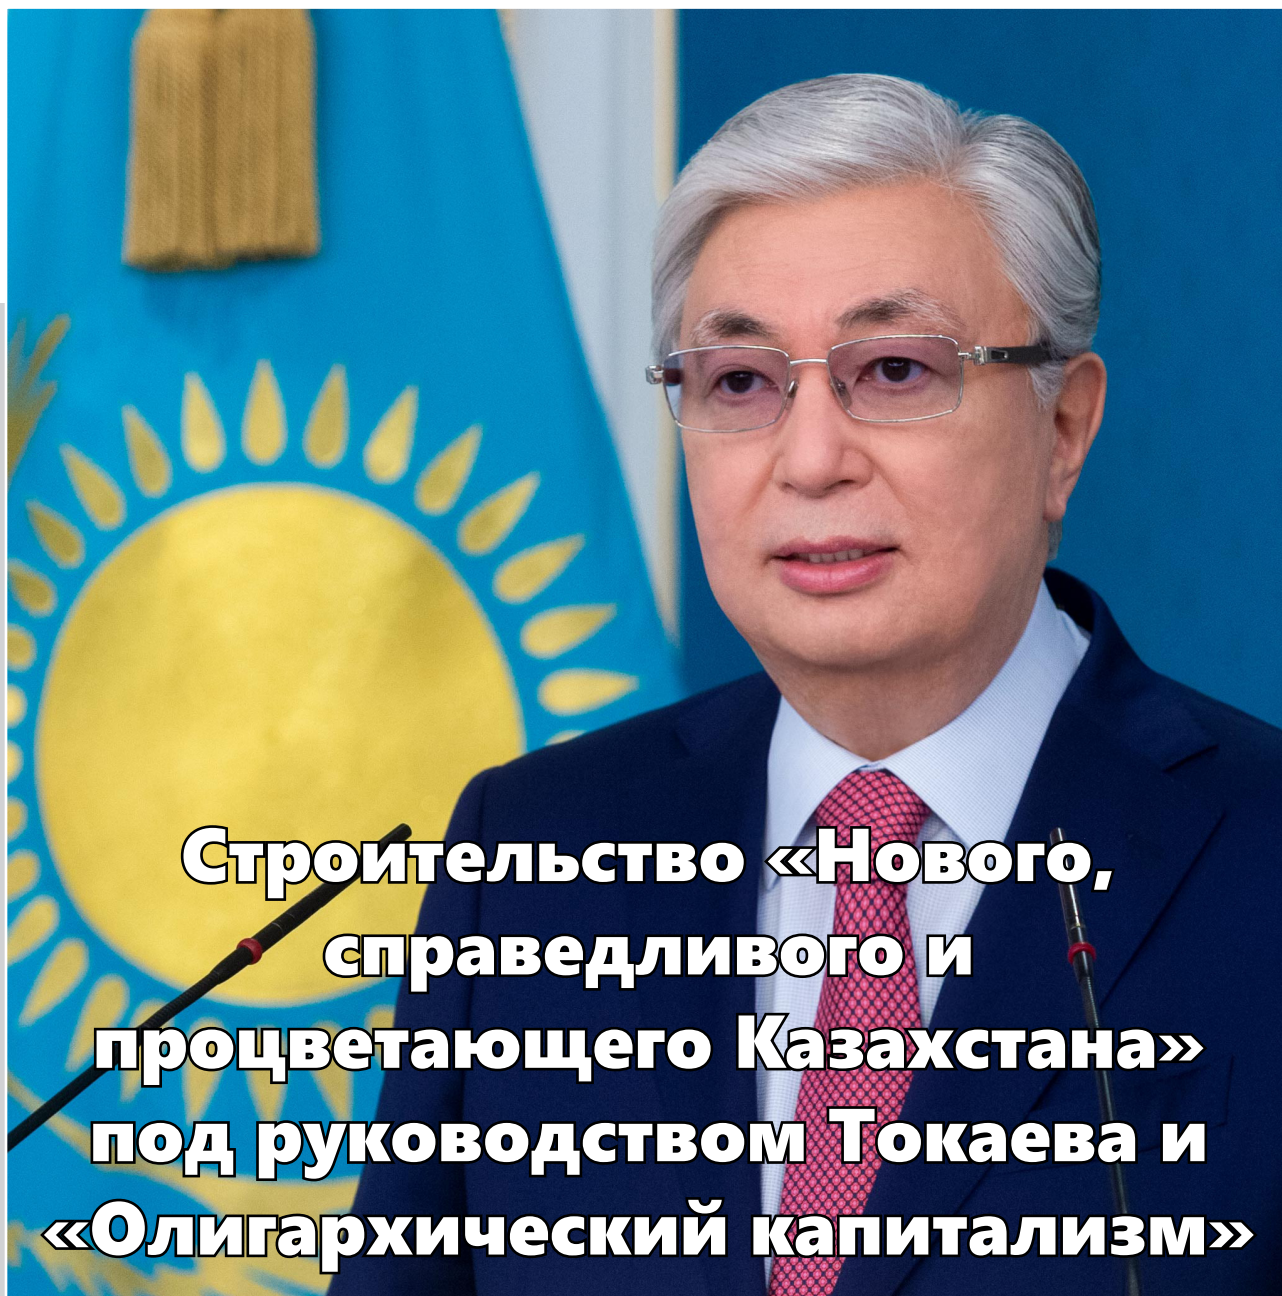 Строительство «Нового,
справедливого и
процветающего Казахстана»
под руководством Токаева и
«Олигархический капитализм»